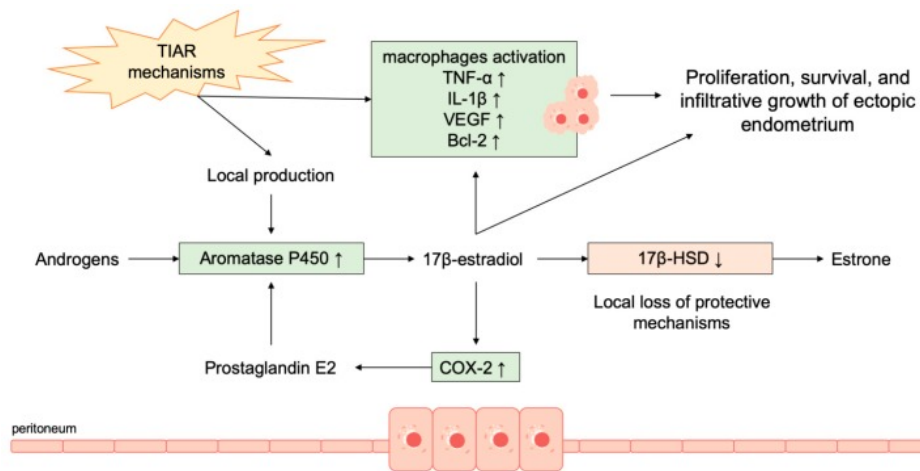 TIAR
mechanisms
macrophages activation
TNF-α ↑
IL-1β ↑
VEGF ↑
Bcl-2 ↑
Proliferation, survival, and
infiltrative growth of ectopic
endometrium
Local production
Androgens
Aromatase P450 ↑
17β-estradiol
17β-HSD ↓
Estrone
Local loss of protective
mechanisms
Prostaglandin E2
COX-2 ↑
peritoneum